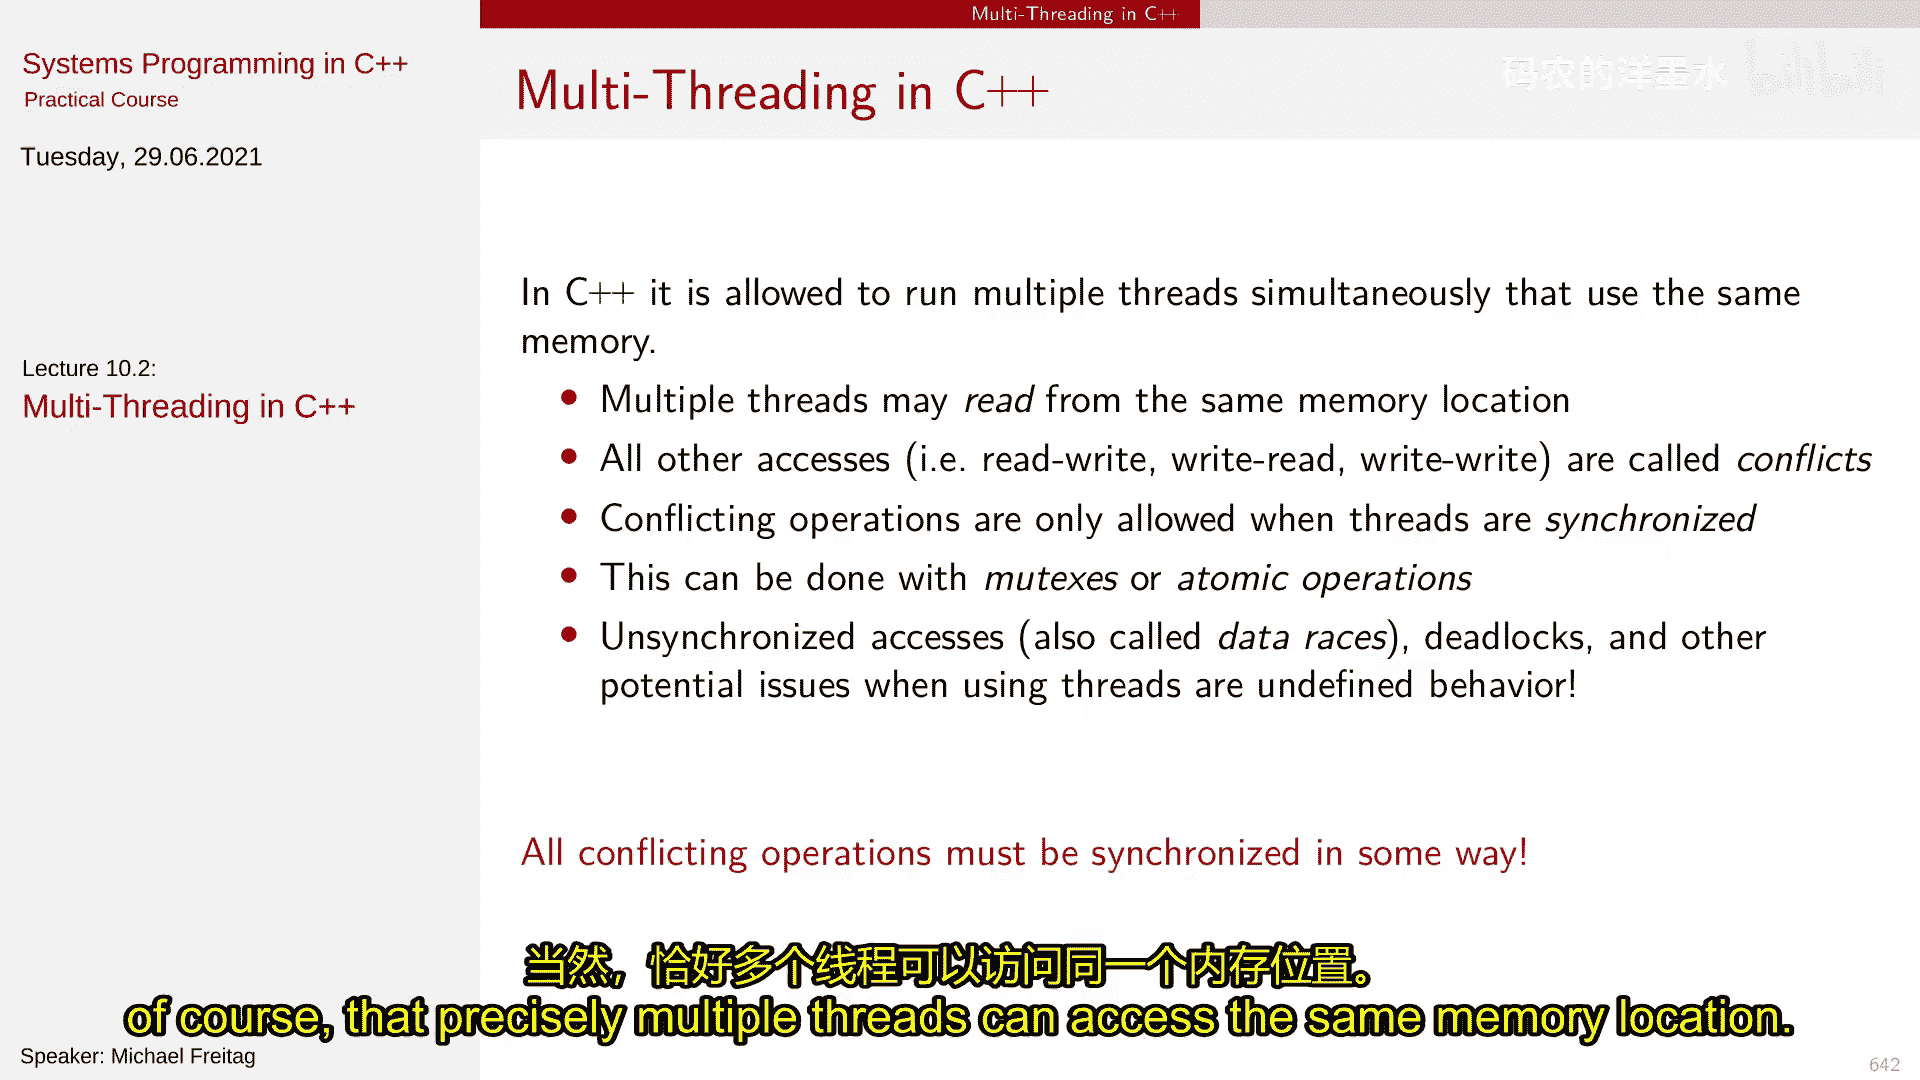 Multi-Threading in C++
Systems Programming in C++
Practical Course
Tuesday, 29.06.2021
Lecture 10.2:
Multi-Threading in C++
Multi-Threading in C++
码农的洋墨水 bilibili
In C++ it is allowed to run multiple threads simultaneously that use the same
memory.
• Multiple threads may read from the same memory location
• All other accesses (i.e. read-write, write-read, write-write) are called conflicts
• Conflicting operations are only allowed when threads are synchronized
• This can be done with mutexes or atomic operations
• Unsynchronized accesses (also called data races), deadlocks, and other
potential issues when using threads are undefined behavior!
All conflicting operations must be synchronized in some way!
当然，恰好多个线程可以访问同一个内存位置。
of course, that precisely multiple threads can access the same memory location.
Speaker: Michael Freitag
642